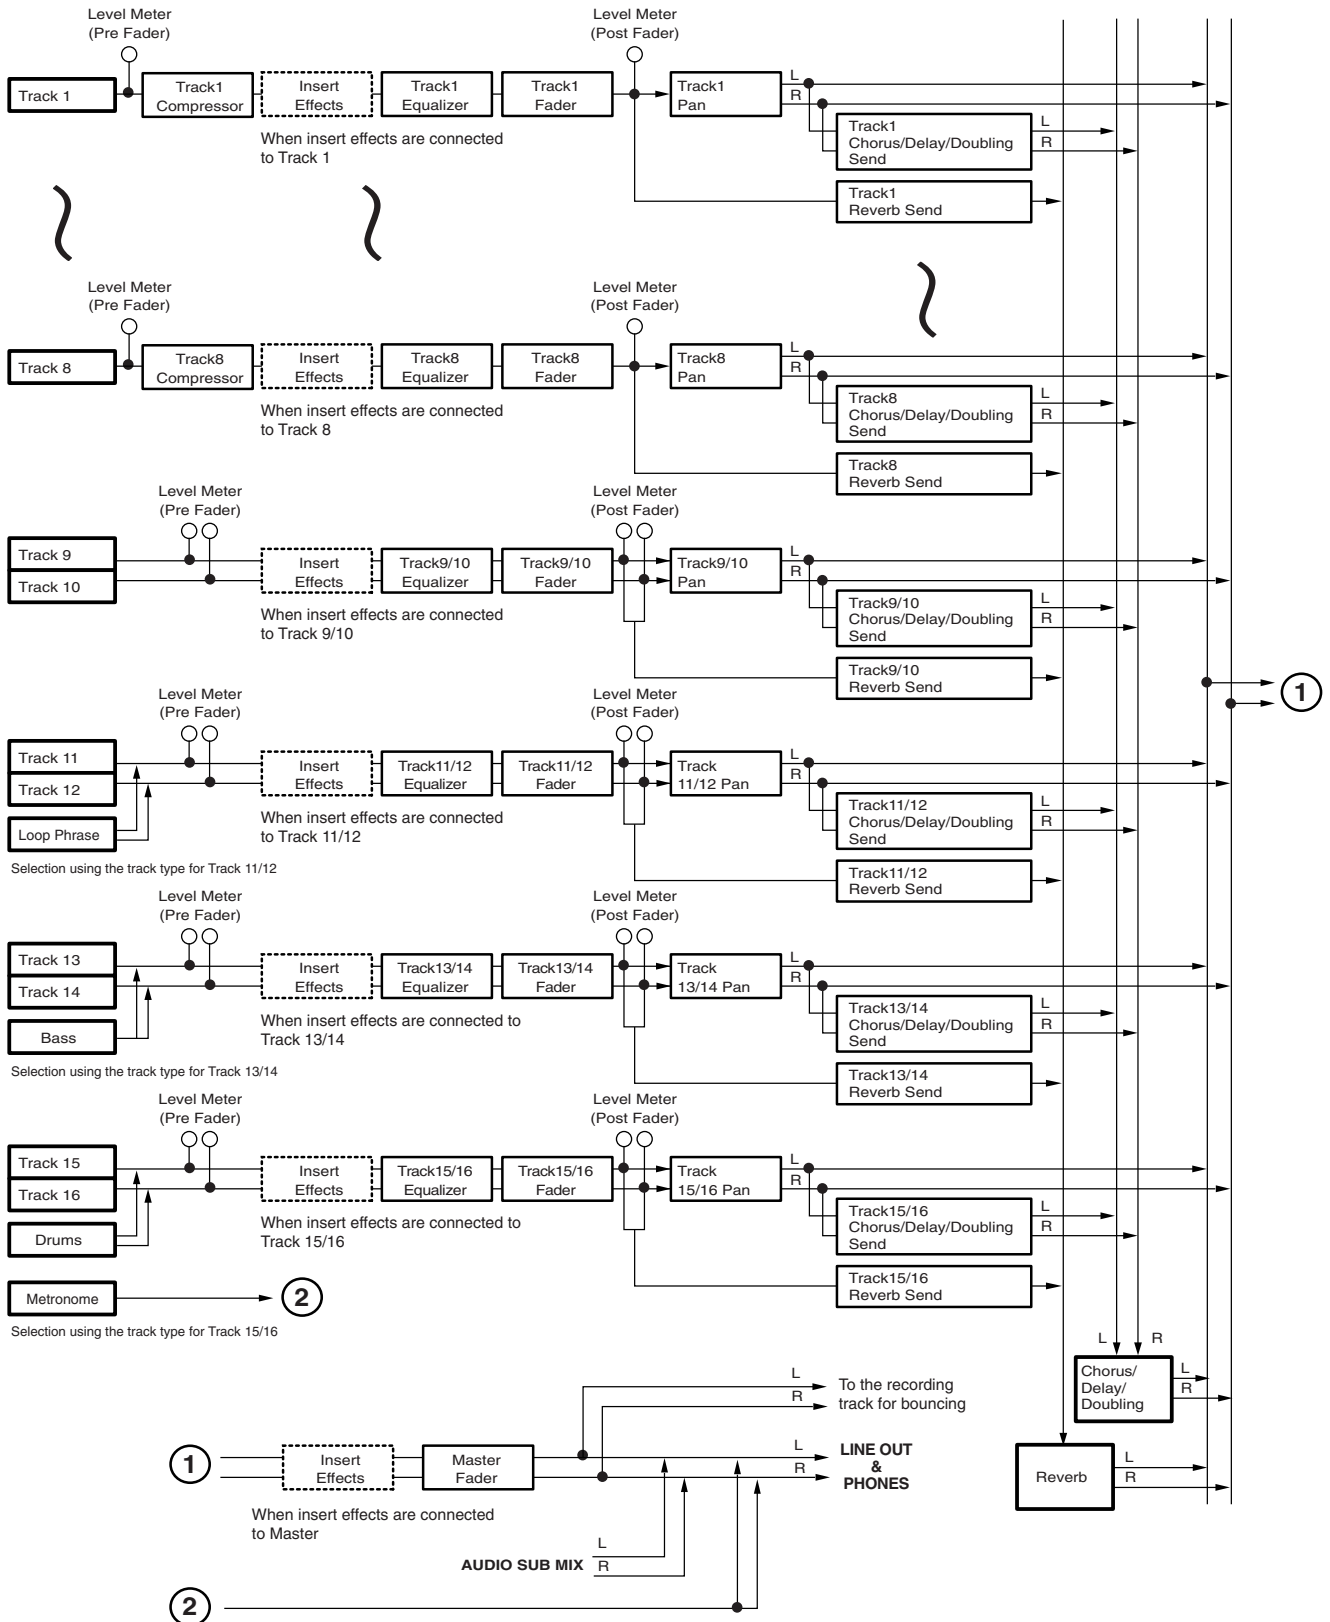 Level Meter
(Pre Fader)
Level Meter
(Post Fader)
Track 1
Track1
Compressor
Insert
Effects
Track1
Equalizer
Track1
Fader
Track1
Pan
L
R
When insert effects are connected
to Track 1
Track1
Chorus/Delay/Doubling
Send
L
R
Track1
Reverb Send
Level Meter
(Pre Fader)
Level Meter
(Post Fader)
Track 8
Track8
Compressor
Insert
Effects
Track8
Equalizer
Track8
Fader
Track8
Pan
L
R
When insert effects are connected
to Track 8
Track8
Chorus/Delay/Doubling
Send
L
R
Track8
Reverb Send
Level Meter
(Pre Fader)
Level Meter
(Post Fader)
Track 9
Track 10
Insert
Effects
Track9/10
Equalizer
Track9/10
Fader
Track9/10
Pan
L
R
When insert effects are connected
to Track 9/10
Track9/10
Chorus/Delay/Doubling
Send
L
R
Track9/10
Reverb Send
1
Level Meter
(Pre Fader)
Level Meter
(Post Fader)
Track 11
Track 12
Loop Phrase
Insert
Effects
Track11/12
Equalizer
Track11/12
Fader
Track
11/12 Pan
L
R
When insert effects are connected
to Track 11/12
Track11/12
Chorus/Delay/Doubling
Send
L
R
Selection using the track type for Track 11/12
Track11/12
Reverb Send
Level Meter
(Pre Fader)
Level Meter
(Post Fader)
Track 13
Track 14
Bass
Insert
Effects
Track13/14
Equalizer
Track13/14
Fader
Track
13/14 Pan
L
R
When insert effects are connected to
Track 13/14
Track13/14
Chorus/Delay/Doubling
Send
L
R
Selection using the track type for Track 13/14
Track13/14
Reverb Send
Level Meter
(Pre Fader)
Level Meter
(Post Fader)
Track 15
Track 16
Drums
Insert
Effects
Track15/16
Equalizer
Track15/16
Fader
Track
15/16 Pan
L
R
When insert effects are connected to
Track 15/16
Track15/16
Chorus/Delay/Doubling
Send
L
R
Track15/16
Reverb Send
Metronome
2
Selection using the track type for Track 15/16
L
R
Chorus/
Delay/
Doubling
L
R
L
R
To the recording
track for bouncing
1
Insert
Effects
Master
Fader
L
R
LINE OUT
&
PHONES
Reverb
L
R
When insert effects are connected
to Master
AUDIO SUB MIX
L
R
2